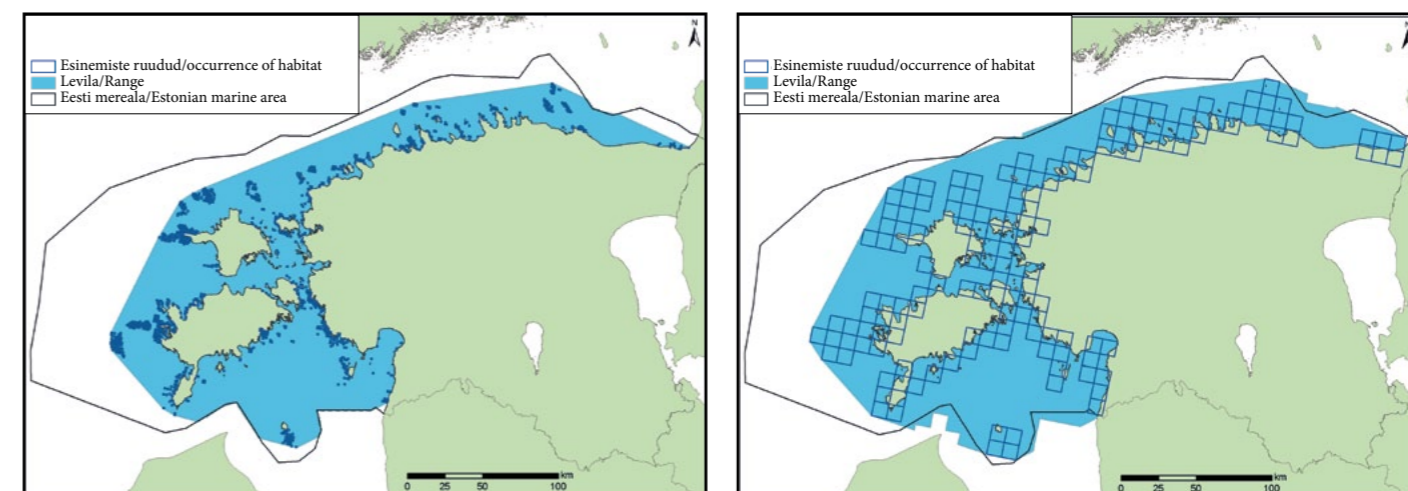 N
Esinemiste ruudud/occurrence of habitat
Levila/Range
Eesti mereala/Estonian marine area
km
0 25 50 100
N
Esinemiste ruudud/occurrence of habitat
Levila/Range
Eesti mereala/Estonian marine area
km
0 25 50 100